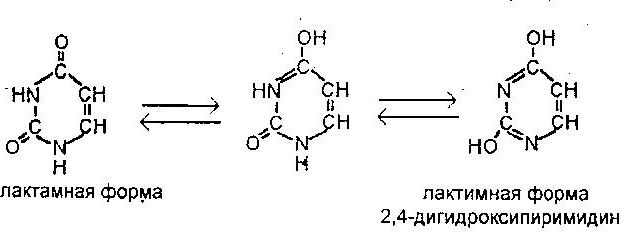 O OH OH
C C C
HN CH HN CH N CH
C CH C CH C CH
O N O N HO N
H H
лактамная форма лактимная форма
2,4-дигидроксипиримидин